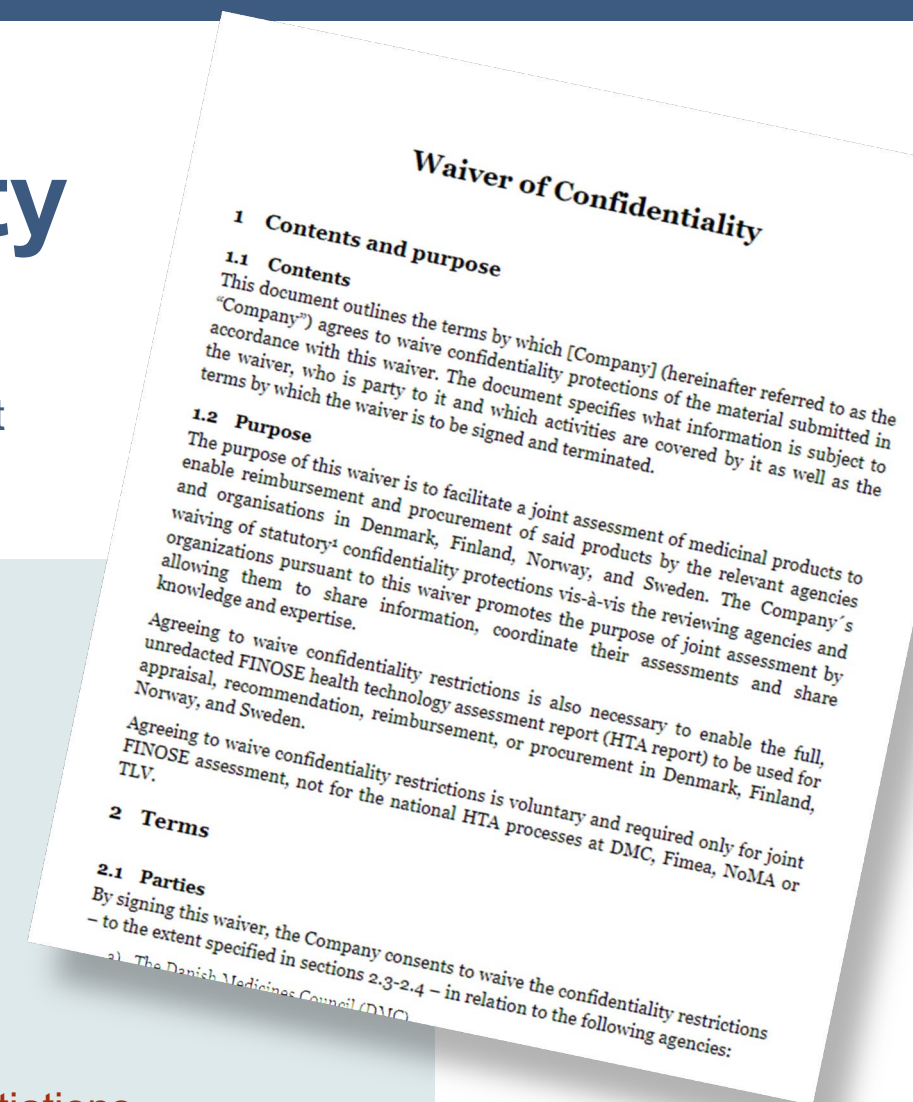 ty
t
Waiver of Confidentiality
1 Contents and purpose
1.1 Contents
This document outlines the terms by which [Company] (hereinafter referred to as the
“Company”) agrees to waive confidentiality protections of the material submitted in
accordance with this waiver. The document specifies what information is subject to
the waiver, who is party to it and which activities are covered by it as well as the
terms by which the waiver is to be signed and terminated.
1.2 Purpose
The purpose of this waiver is to facilitate a joint assessment of medicinal products to
enable reimbursement and procurement of said products by the relevant agencies
and organisations in Denmark, Finland, Norway, and Sweden. The Company´s
waiving of statutory¹ confidentiality protections vis-à-vis the reviewing agencies and
organizations pursuant to this waiver promotes the purpose of joint assessment by
allowing them to share information, coordinate their assessments and share
knowledge and expertise.
Agreeing to waive confidentiality restrictions is also necessary to enable the full,
unredacted FINOSE health technology assessment report (HTA report) to be used for
appraisal, recommendation, reimbursement, or procurement in Denmark, Finland,
Norway, and Sweden.
Agreeing to waive confidentiality restrictions is voluntary and required only for joint
FINOSE assessment, not for the national HTA processes at DMC, Fimea, NoMA or
TLV.
2 Terms
2.1 Parties
By signing this waiver, the Company consents to waive the confidentiality restrictions
– to the extent specified in sections 2.3-2.4 – in relation to the following agencies:
a) The Danish Medicines Council (DMC)